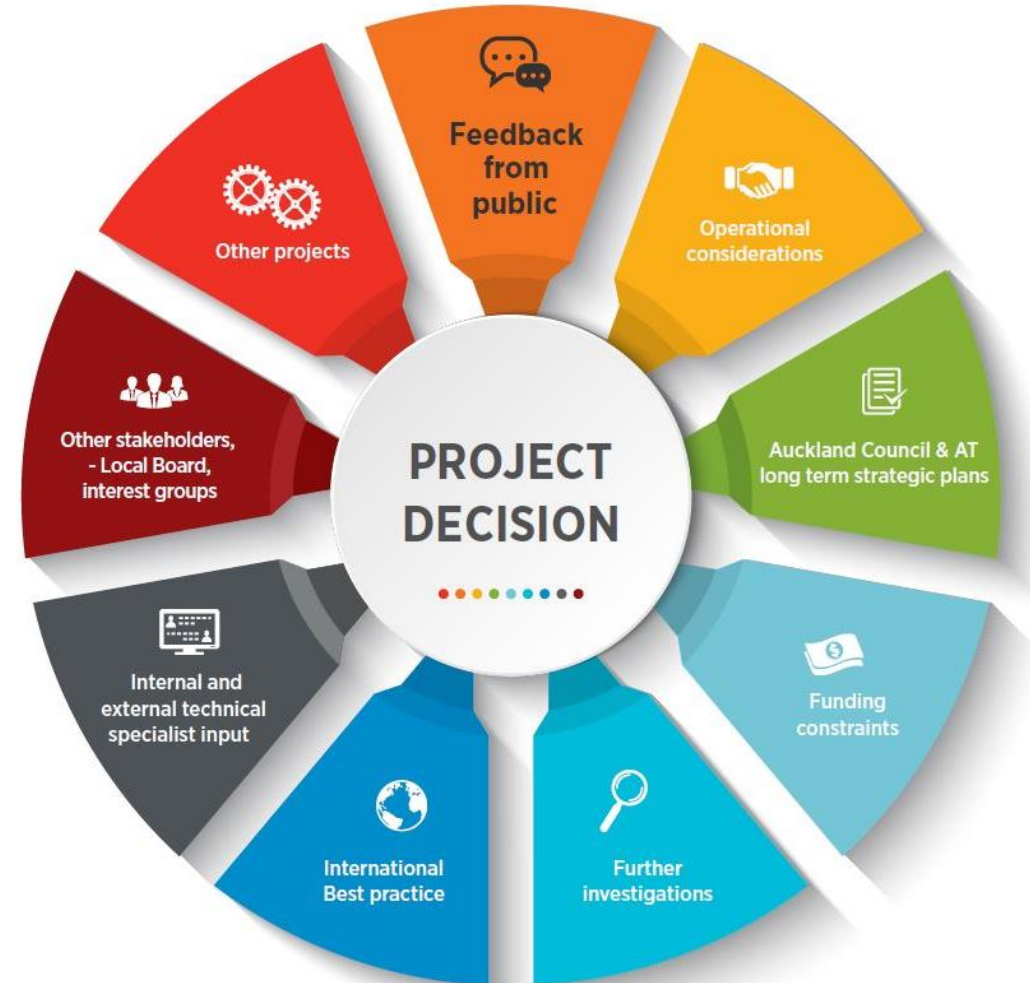 Feedback
from
public
Operational
considerations
Auckland Council & AT
long term strategic plans
Funding
constraints
Further
investigations
International
Best practice
Internal and
external technical
specialist input
Other stakeholders,
- Local Board,
interest groups
Other projects
PROJECT
DECISION